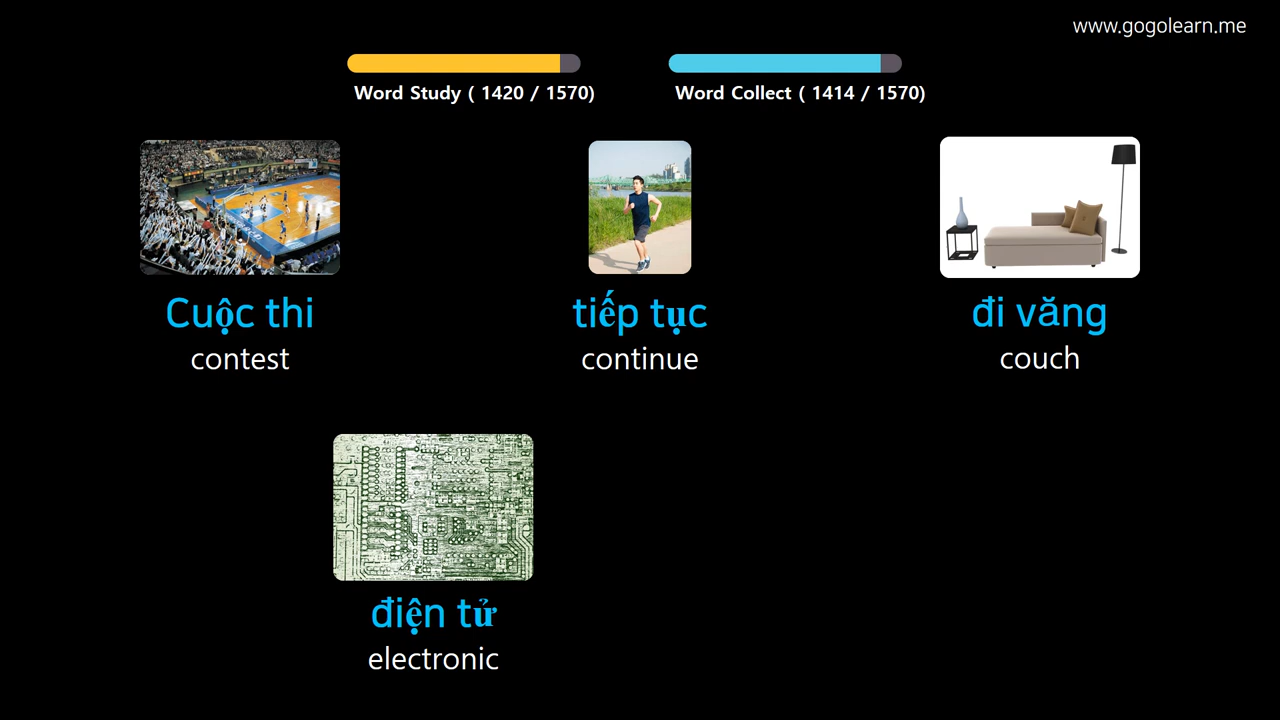 www.gogolearn.me
Word Study ( 1420 / 1570)
Word Collect ( 1414 / 1570)
Cuộc thi
contest
tiếp tục
continue
đi văng
couch
điện tử
electronic